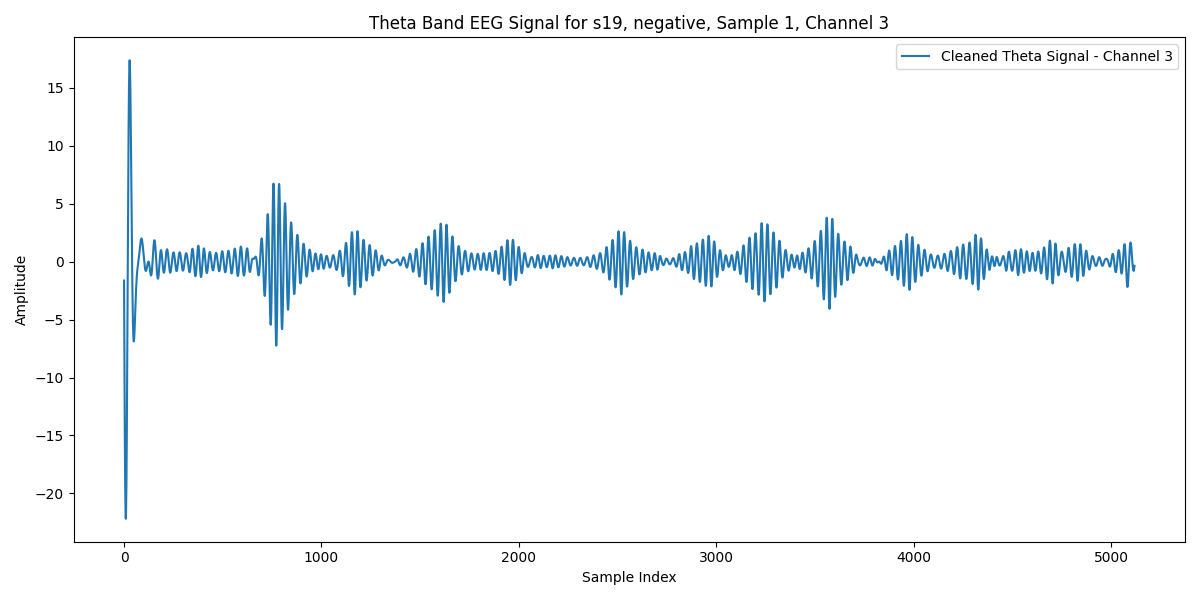 Theta Band EEG Signal for s19, negative, Sample 1, Channel 3
Cleaned Theta Signal - Channel 3
15
10
5
0
−5
−10
−15
−20
Amplitude
0 1000 2000 3000 4000 5000
Sample Index